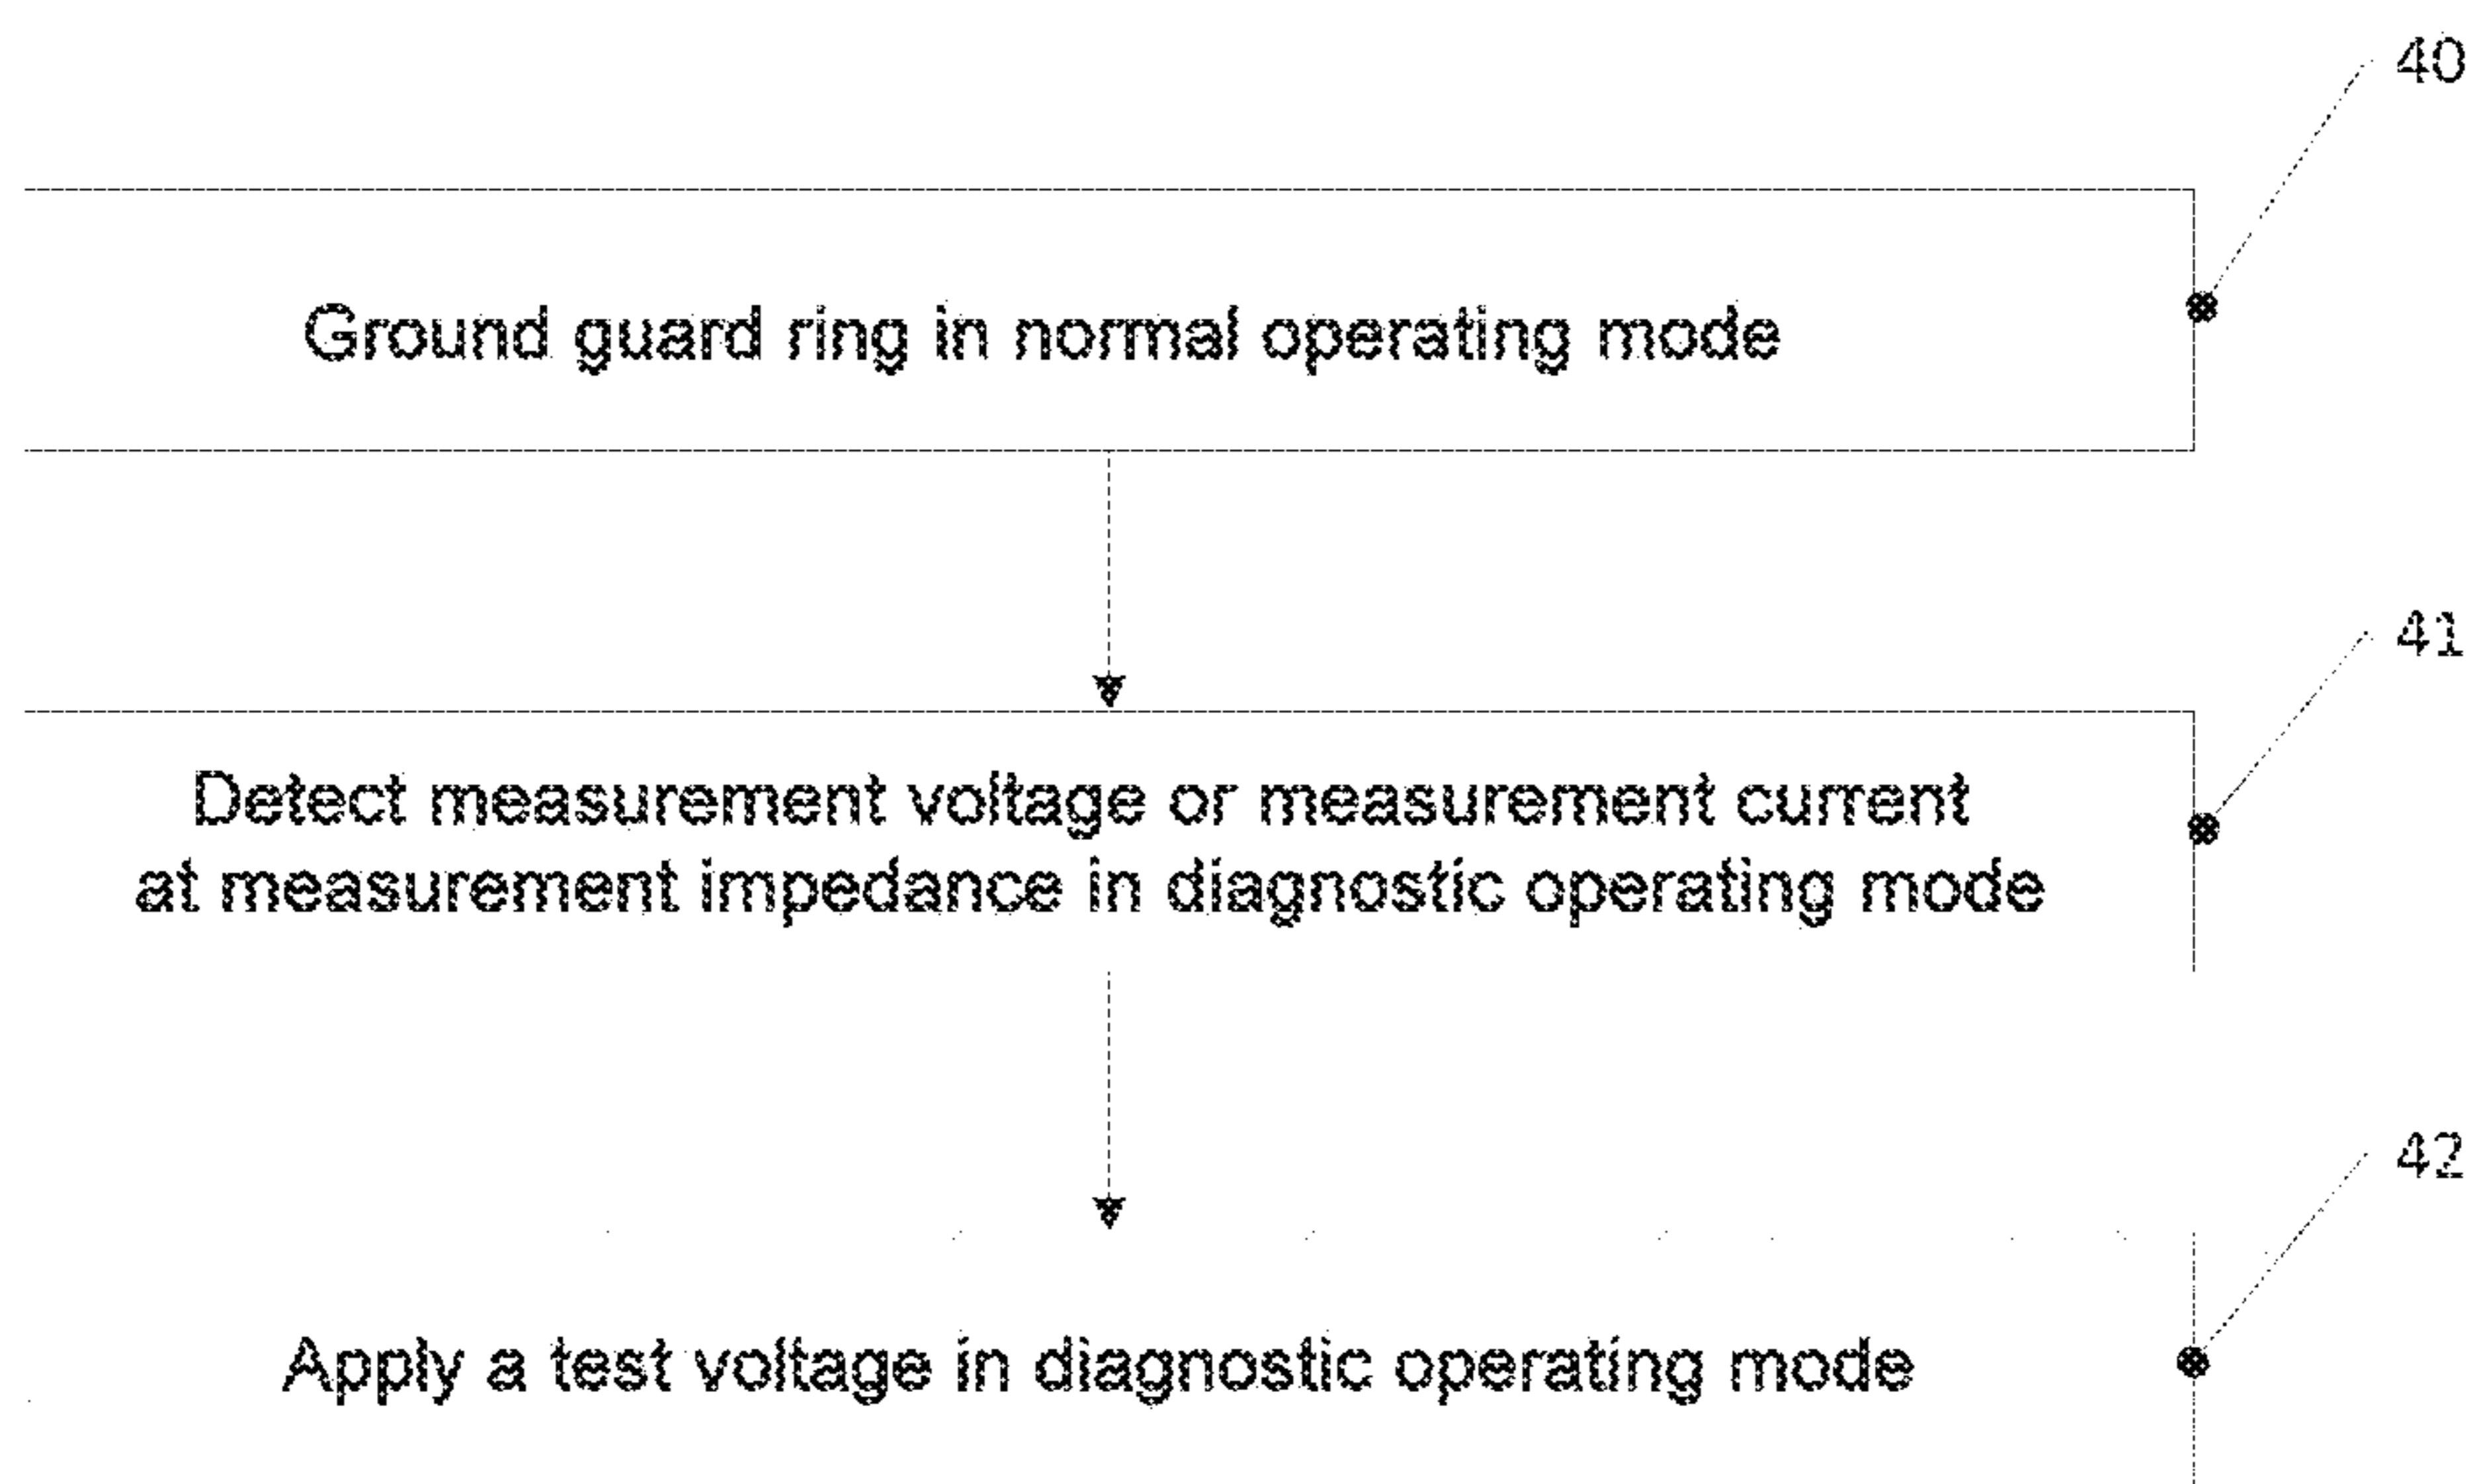 40
Ground guard ring in normal operating mode
41
Detect measurement voltage or measurement current
at measurement impedance in diagnostic operating mode
42
Apply a test voltage in diagnostic operating mode